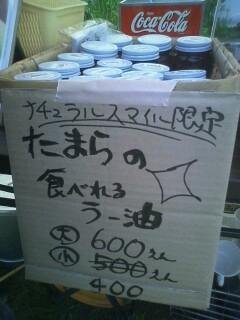 Coca-Cola
ナチュラルスマイル限定
たまらの
食べれる
ラー油
大 600えん
小 500えん
400